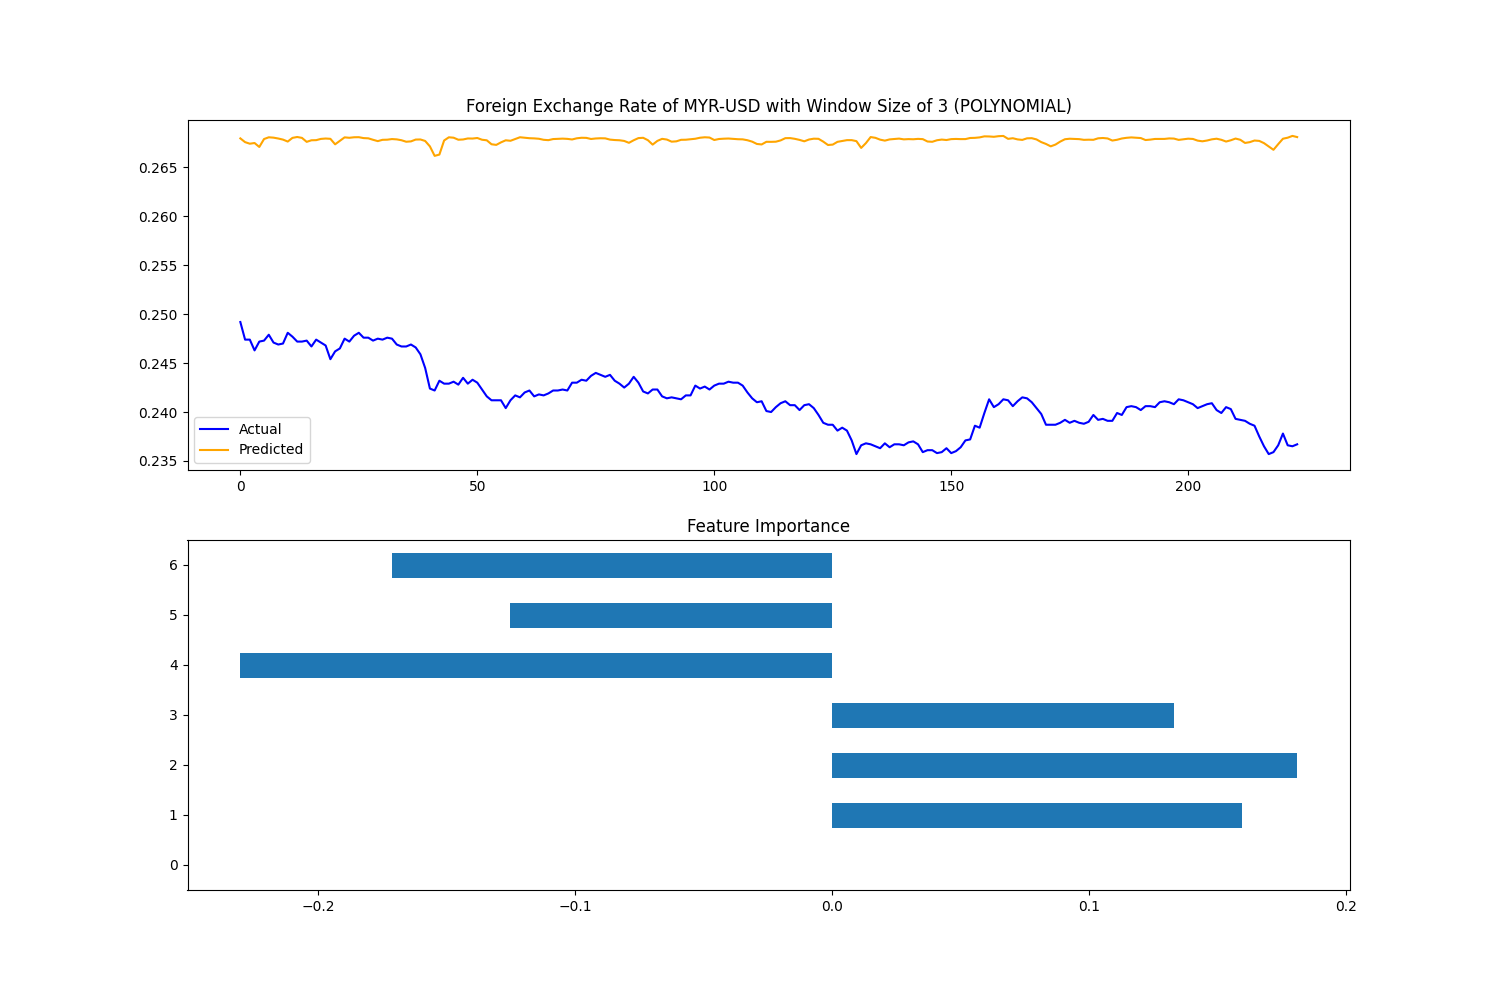 Foreign Exchange Rate of MYR-USD with Window Size of 3 (POLYNOMIAL)
0.265
0.260
0.255
0.250
0.245
0.240
0.235
Actual
Predicted
0 50 100 150 200
Feature Importance
6
5
4
3
2
1
0
−0.2 −0.1 0.0 0.1 0.2